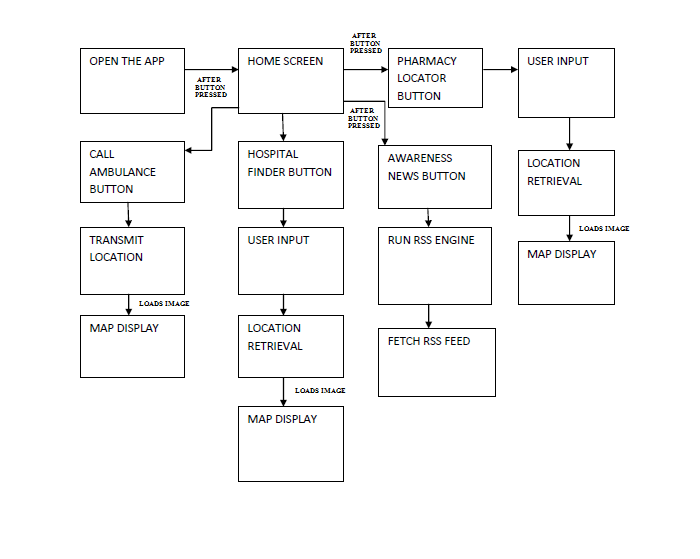 OPEN THE APP
AFTER
BUTTON
PRESSED
HOME SCREEN
AFTER
BUTTON
PRESSED
PHARMACY
LOCATOR
BUTTON
USER INPUT
AFTER
BUTTON
PRESSED
CALL
AMBULANCE
BUTTON
HOSPITAL
FINDER BUTTON
AWARENESS
NEWS BUTTON
LOCATION
RETRIEVAL
TRANSMIT
LOCATION
USER INPUT
RUN RSS ENGINE
LOADS IMAGE
MAP DISPLAY
LOADS IMAGE
MAP DISPLAY
LOCATION
RETRIEVAL
FETCH RSS FEED
LOADS IMAGE
MAP DISPLAY